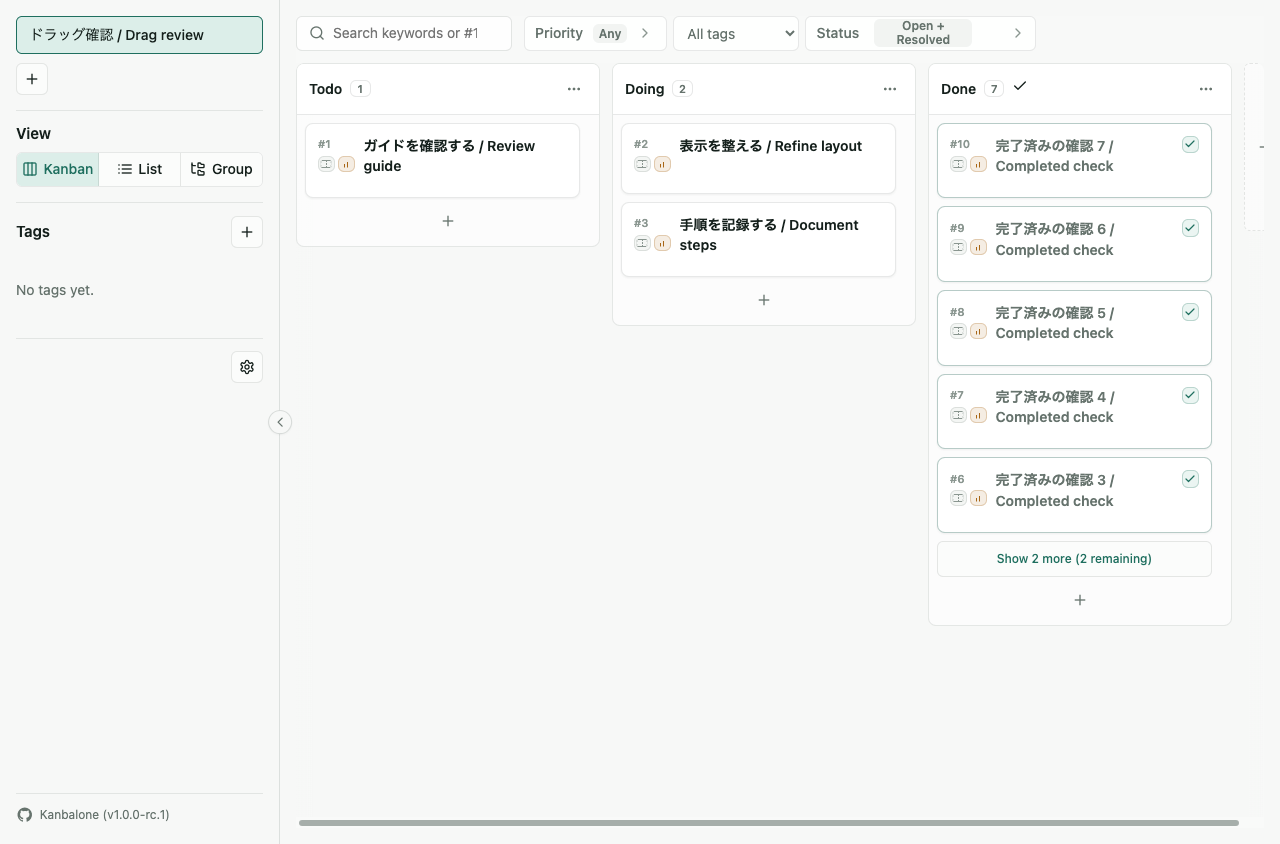 ドラッグ確認 / Drag review
View
Kanban
List
Group
Tags
No tags yet.
Kanbalone (v1.0.0-rc.1)
Search keywords or #1
Priority
Any
All tags
Status
Open +
Resolved
Todo
1
#1
ガイドを確認する / Review
guide
Doing
2
#2
表示を整える / Refine layout
#3
手順を記録する / Document
steps
Done
7
#10
完了済みの確認 7 /
Completed check
#9
完了済みの確認 6 /
Completed check
#8
完了済みの確認 5 /
Completed check
#7
完了済みの確認 4 /
Completed check
#6
完了済みの確認 3 /
Completed check
Show 2 more (2 remaining)